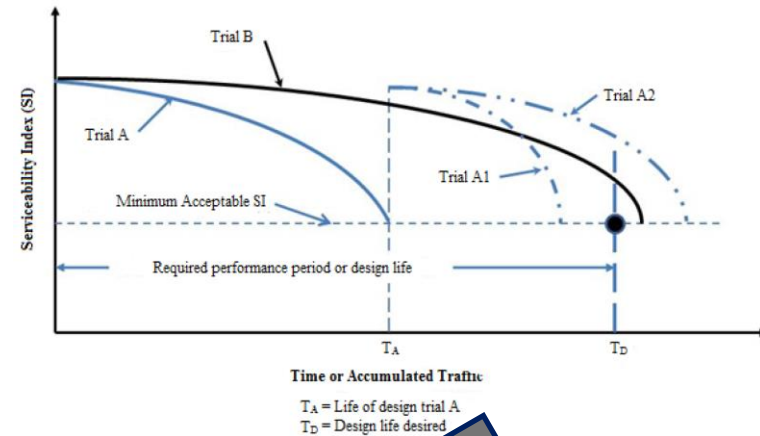 Trial B
Trial A2
Trial A
Trial A1
Minimum Acceptable SI
Serviceability Index (SI)
Required performance period or design life
TA
TD
Time or Accumulated Traffic
TA = Life of design trial A
TD = Design life desired